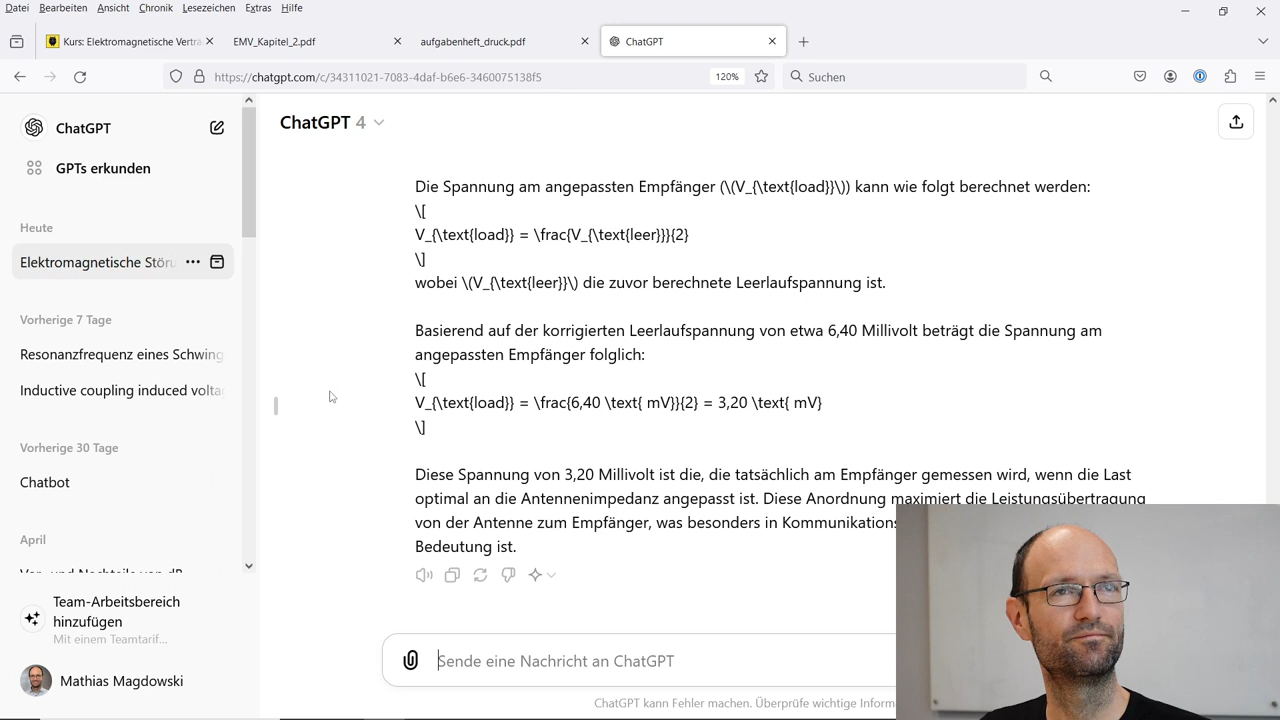 Datei Bearbeiten Ansicht Chronik Lesezeichen Extras Hilfe
Kurs: Elektromagnetische Verträ
EMV_Kapitel_2.pdf
aufgabenheft_druck.pdf
ChatGPT
https://chatgpt.com/c/34311021-7083-4daf-b6e6-3460075138f5
120%
Suchen
ChatGPT
GPTs erkunden
Heute
Elektromagnetische Störu
Vorherige 7 Tage
Resonanzfrequenz eines Schwing
Inductive coupling induced volta
Vorherige 30 Tage
Chatbot
April
Vor- und Nachteile von dB
Team-Arbeitsbereich
hinzufügen
Mit einem Teamtarif...
Mathias Magdowski
ChatGPT 4
Die Spannung am angepassten Empfänger (\(V_{\text{load}}\)) kann wie folgt berechnet werden:
\[
V_{\text{load}} = \frac{V_{\text{leer}}}{2}
\]
wobei \(V_{\text{leer}}\) die zuvor berechnete Leerlaufspannung ist.
Basierend auf der korrigierten Leerlaufspannung von etwa 6,40 Millivolt beträgt die Spannung am
angepassten Empfänger folglich:
\[
V_{\text{load}} = \frac{6,40 \text{ mV}}{2} = 3,20 \text{ mV}
\]
Diese Spannung von 3,20 Millivolt ist die, die tatsächlich am Empfänger gemessen wird, wenn die Last
optimal an die Antennenimpedanz angepasst ist. Diese Anordnung maximiert die Leistungsübertragung
von der Antenne zum Empfänger, was besonders in Kommunikations
Bedeutung ist.
Sende eine Nachricht an ChatGPT
ChatGPT kann Fehler machen. Überprüfe wichtige Inform